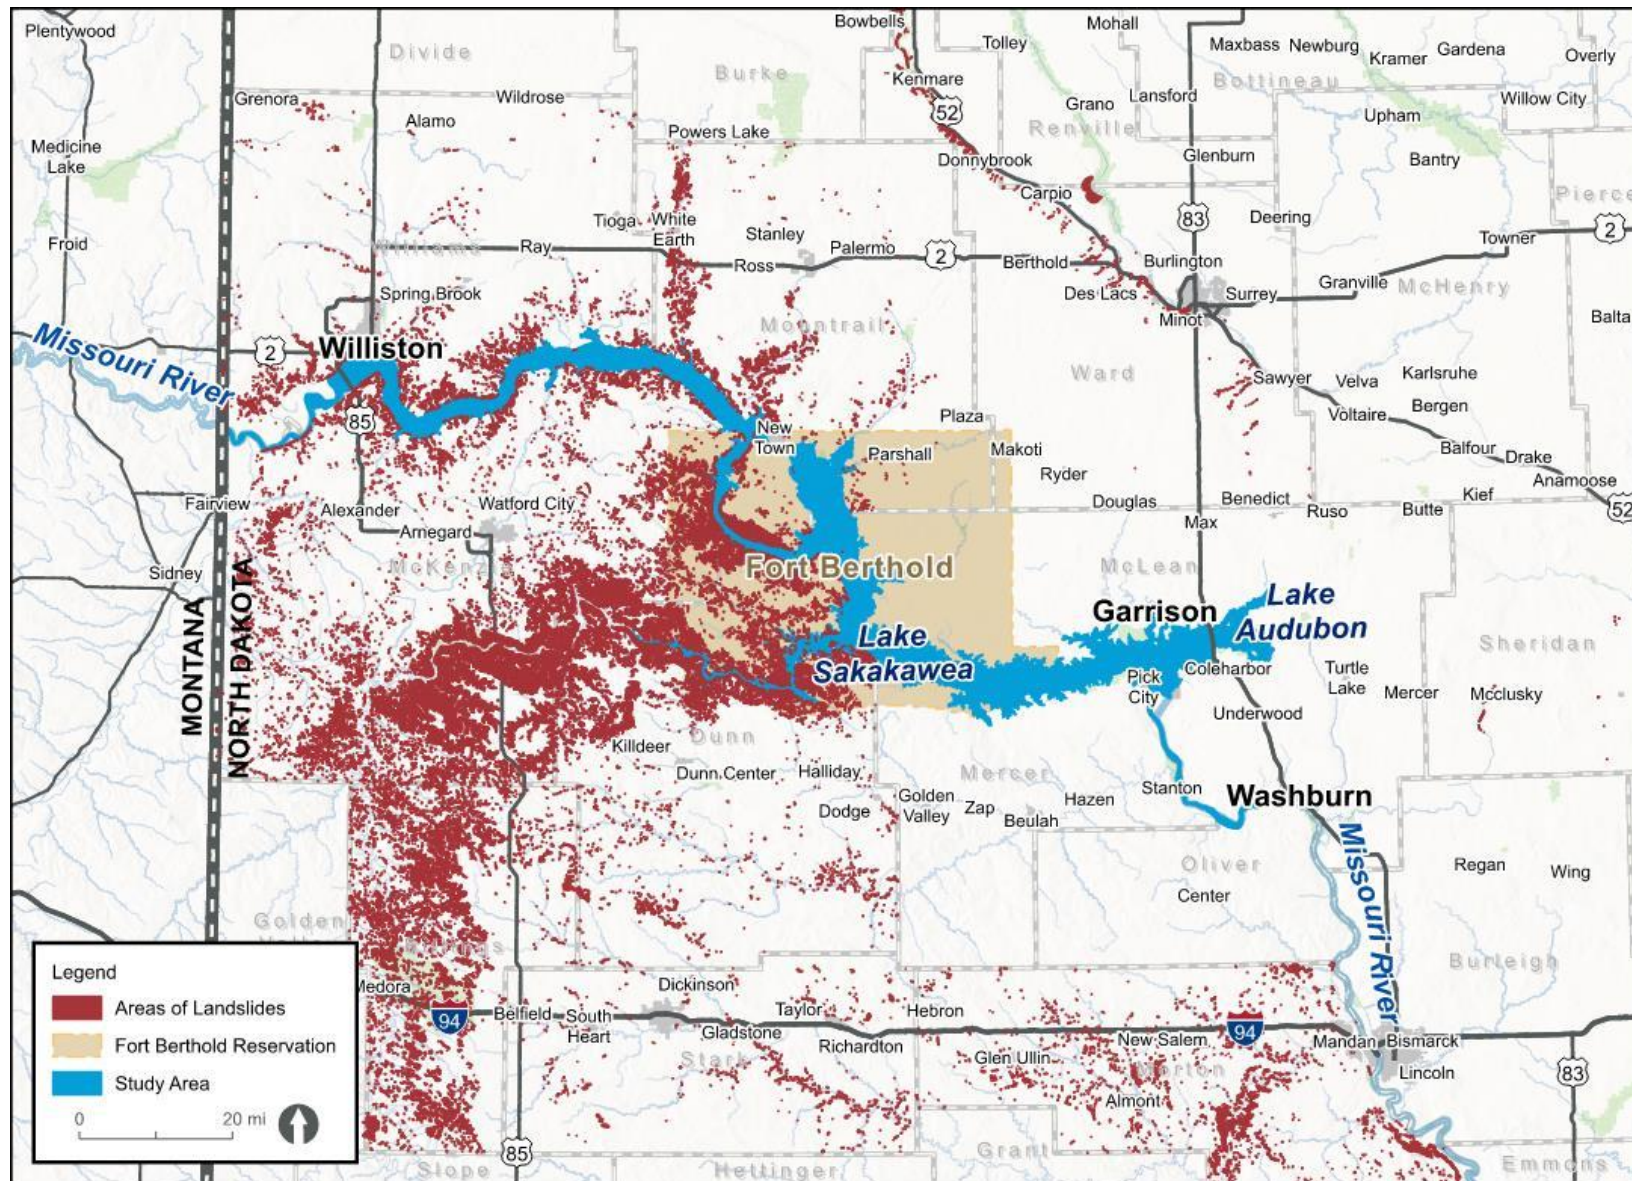 Plentywood
Divide
Bowbells
Mohall
Tolley
Maxbass
Newburg
Kramer
Gardena
Overly
Burke
Kenmare
Bottineau
Grenora
Wildrose
52
Grano
Lansford
Willow City
Alamo
Powers Lake
Renville
Upham
Medicine
Lake
Donnybrook
Glenburn
Bantry
Carpio
Pierce
Tioga
White
Earth
Stanley
83
Deering
Froid
Williams
Ray
Ross
Palermo
2
Berthold
Burlington
Towner
2
Spring Brook
Des Lacs
Surrey
Granville
McHenry
Mountrail
Minot
Balta
Missouri River
2
Williston
Ward
Sawyer
Velva
Karlsruhe
85
New
Town
Plaza
Voltaire
Bergen
Parshall
Makoti
Balfour
Drake
Ryder
Anamoose
Fairview
Alexander
Watford City
Douglas
Benedict
Ruso
Butte
Kief
52
Arnegard
Max
McKenzie
Fort Berthold
McLean
Sidney
Garrison
Lake
Audubon
MONTANA
NORTH DAKOTA
Lake
Sakakawea
Sheridan
Pick
City
Coleharbor
Turtle
Lake
Mercer
Mcclusky
Underwood
Killdeer
Dunn
Dunn Center
Halliday
Mercer
Stanton
Washburn
Dodge
Golden
Valley
Zap
Beulah
Hazen
Missouri River
Oliver
Center
Regan
Wing
Golden
Valley
Billings
Burleigh
Legend
Areas of Landslides
Fort Berthold Reservation
Study Area
0 20 mi
Medora
94
Belfield
South
Heart
Dickinson
Gladstone
Taylor
Richardton
Hebron
Stark
Glen Ullin
New Salem
94
Mandan
Bismarck
Lincoln
83
Morton
Almont
85
Slope
Hettinger
Grant
Emmons